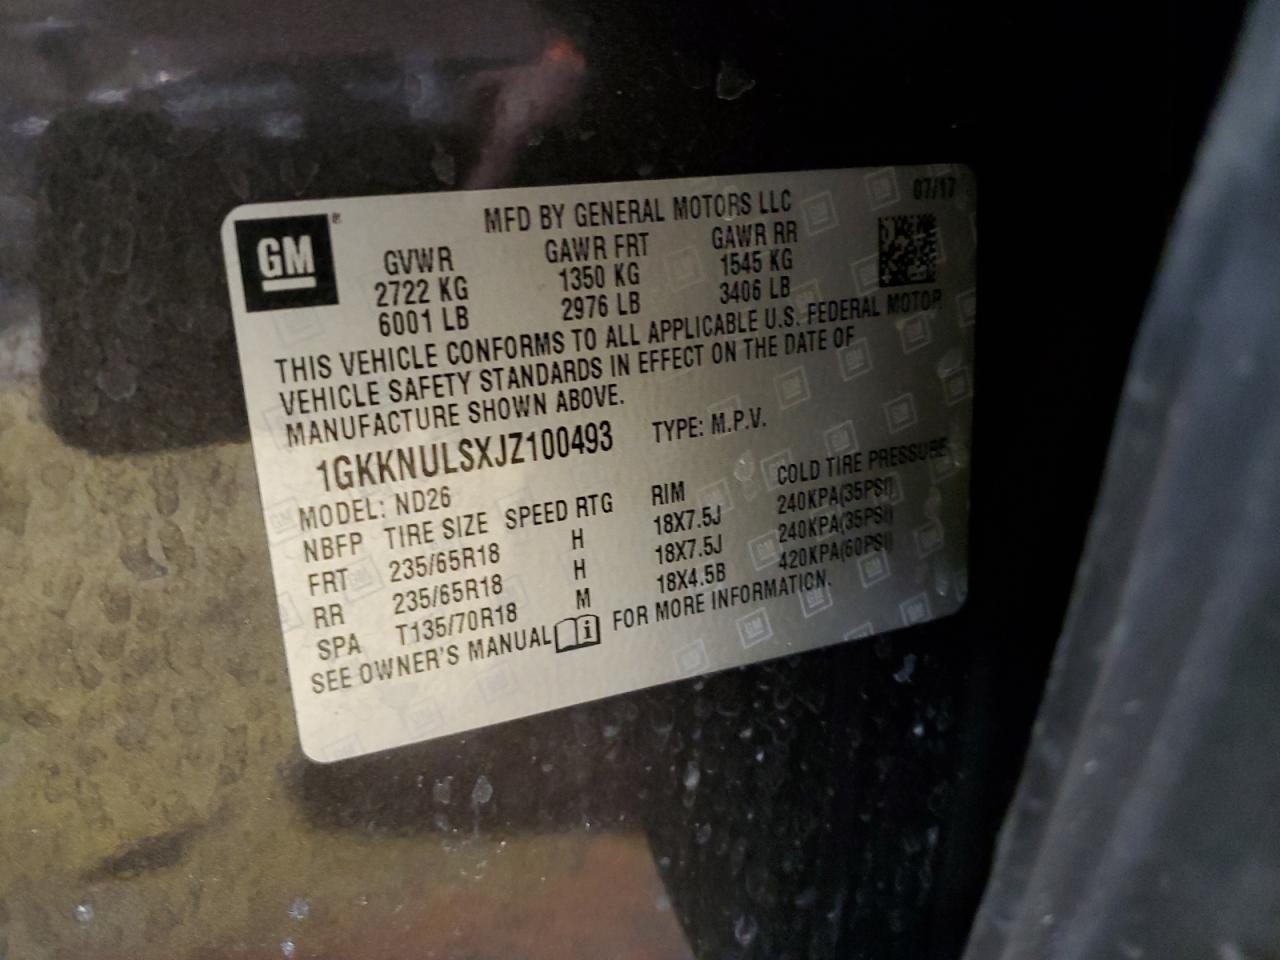 GM
MFD BY GENERAL MOTORS LLC 07/17
GVWR GAWR FRT GAWR RR
2722 KG 1350 KG 1545 KG
6001 LB 2976 LB 3406 LB
THIS VEHICLE CONFORMS TO ALL APPLICABLE U.S. FEDERAL MOTOR
VEHICLE SAFETY STANDARDS IN EFFECT ON THE DATE OF
MANUFACTURE SHOWN ABOVE.
1GKKNULSXJZ100493 TYPE: M.P.V.
MODEL: ND26
NBFP TIRE SIZE SPEED RTG RIM COLD TIRE PRESSURE
FRT 235/65R18 H 18X7.5J 240KPA(35PSI)
RR 235/65R18 H 18X7.5J 240KPA(35PSI)
SPA T135/70R18 M 18X4.5B 420KPA(60PSI)
SEE OWNER'S MANUAL FOR MORE INFORMATION.